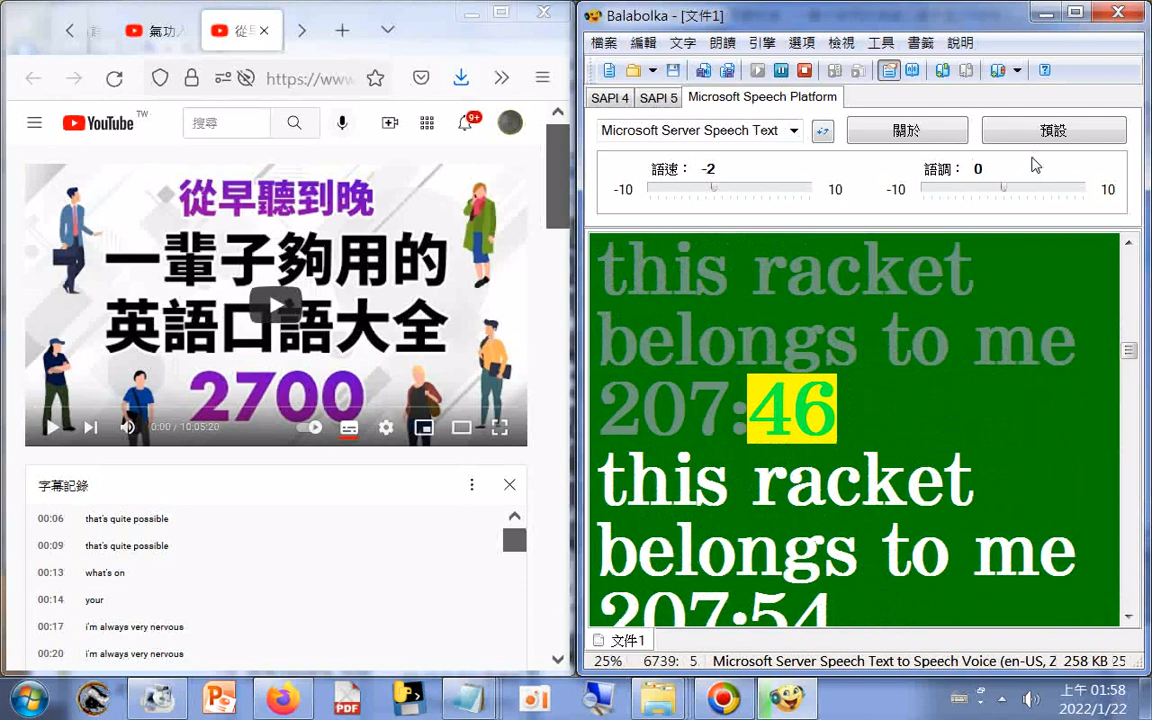 氣功人
從
https://www
YouTube TW
搜尋
9+
從早聽到晚
一輩子夠用的
英語口語大全
2700
0:00 / 10:05:20
字幕記錄
00:06 that's quite possible
00:09 that's quite possible
00:13 what's on
00:14 your
00:17 i'm always very nervous
00:20 i'm always very nervous
Balabolka - [文件1]
檔案 編輯 文字 朗讀 引擎 選項 檢視 工具 書籤 說明
SAPI 4 SAPI 5 Microsoft Speech Platform
Microsoft Server Speech Text 關於 預設
語速： -2 語調： 0
-10 10 -10 10
this racket
belongs to me
207:46
this racket
belongs to me
207:54
文件1
25% 6739: 5 Microsoft Server Speech Text to Speech Voice (en-US, Z 258 KB 25
PDF
上午 01:58
2022/1/22